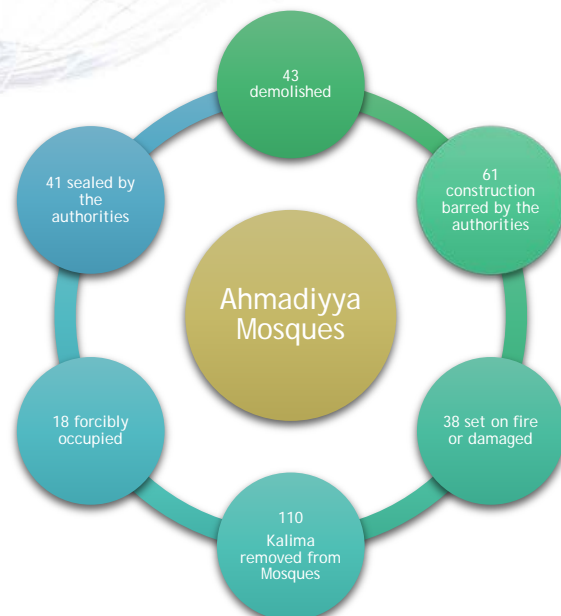 43
demolished
61
construction
barred by the
authorities
38 set on fire
or damaged
110
Kalima
removed from
Mosques
18 forcibly
occupied
41 sealed by
the
authorities
Ahmadiyya
Mosques